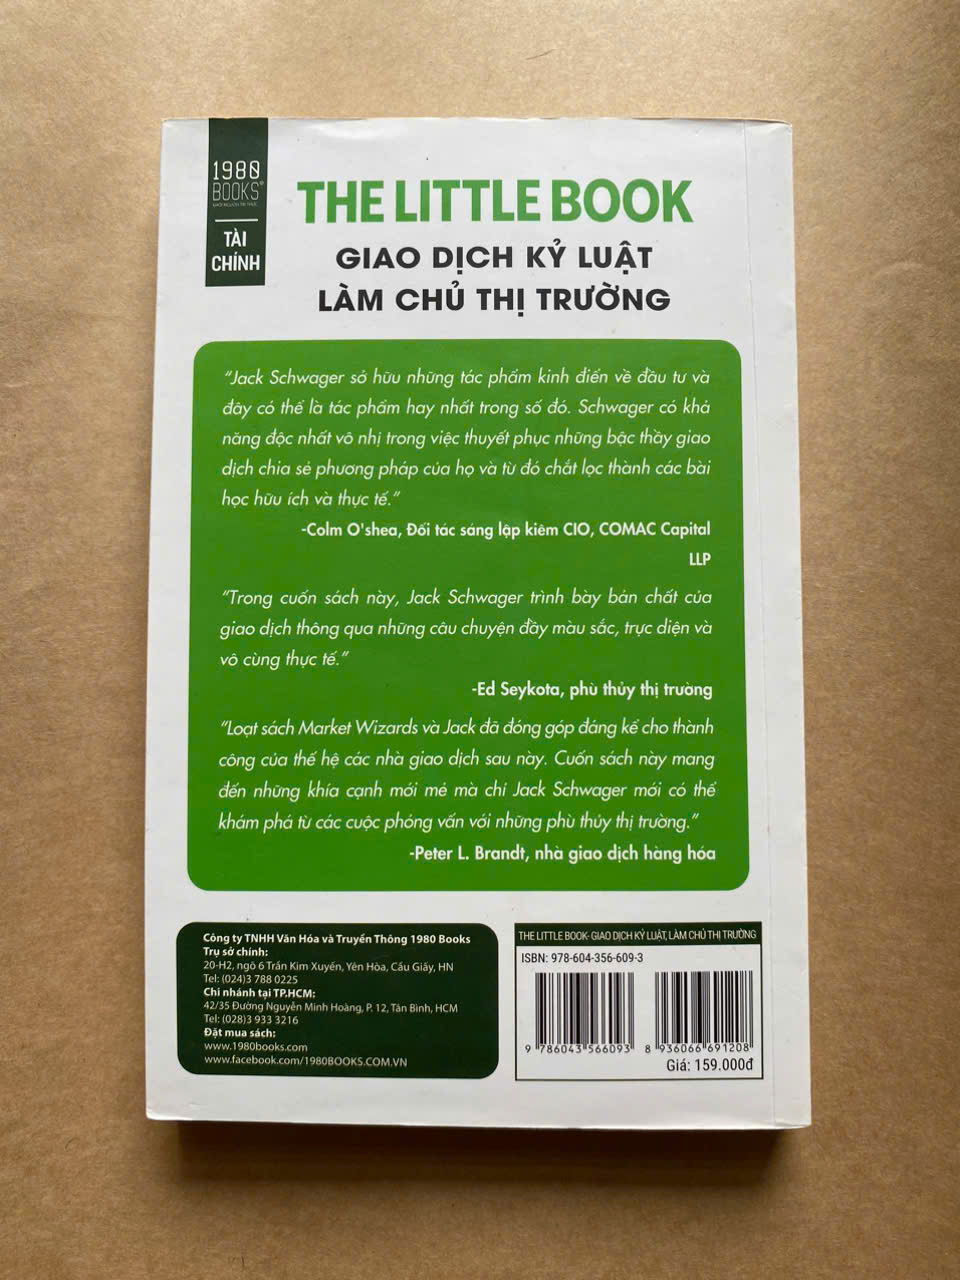 1980
BOOKS®
KHƠI NGUỒN TRI THỨC
TÀI
CHÍNH
THE LITTLE BOOK
GIAO DỊCH KỶ LUẬT
LÀM CHỦ THỊ TRƯỜNG
“Jack Schwager sở hữu những tác phẩm kinh điển về đầu tư và
đây có thể là tác phẩm hay nhất trong số đó. Schwager có khả
năng độc nhất vô nhị trong việc thuyết phục những bậc thầy giao
dịch chia sẻ phương pháp của họ và từ đó chắt lọc thành các bài
học hữu ích và thực tế.”
-Colm O'shea, Đối tác sáng lập kiêm CIO, COMAC Capital
LLP
“Trong cuốn sách này, Jack Schwager trình bày bản chất của
giao dịch thông qua những câu chuyện đầy màu sắc, trực diện và
vô cùng thực tế.”
-Ed Seykota, phù thủy thị trường
“Loạt sách Market Wizards và Jack đã đóng góp đáng kể cho thành
công của thế hệ các nhà giao dịch sau này. Cuốn sách này mang
đến những khía cạnh mới mẻ mà chỉ Jack Schwager mới có thể
khám phá từ các cuộc phỏng vấn với những phù thủy thị trường.”
-Peter L. Brandt, nhà giao dịch hàng hóa
Công ty TNHH Văn Hóa và Truyền Thông 1980 Books
Trụ sở chính:
20-H2, ngõ 6 Trần Kim Xuyến, Yên Hòa, Cầu Giấy, HN
Tel: (024)3 788 0225
Chi nhánh tại TP.HCM:
42/35 Đường Nguyễn Minh Hoàng, P. 12, Tân Bình, HCM
Tel: (028)3 933 3216
Đặt mua sách:
www.1980books.com
www.facebook.com/1980BOOKS.COM.VN
THE LITTLE BOOK- GIAO DỊCH KỶ LUẬT, LÀM CHỦ THỊ TRƯỜNG
ISBN: 978-604-356-609-3
9 786043 566093
8 936066 691208
Giá: 159.000đ